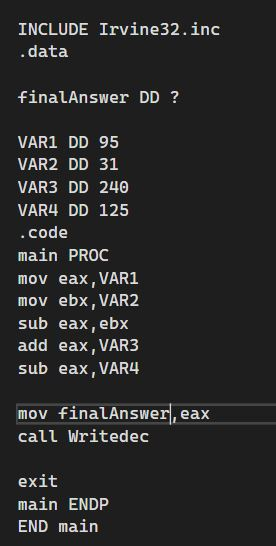 INCLUDE Irvine32.inc
.data
finalAnswer DD ?
VAR1 DD 95
VAR2 DD 31
VAR3 DD 240
VAR4 DD 125
.code
main PROC
mov eax,VAR1
mov ebx,VAR2
sub eax,ebx
add eax,VAR3
sub eax,VAR4
mov finalAnswer,eax
call Writedec
exit
main ENDP
END main